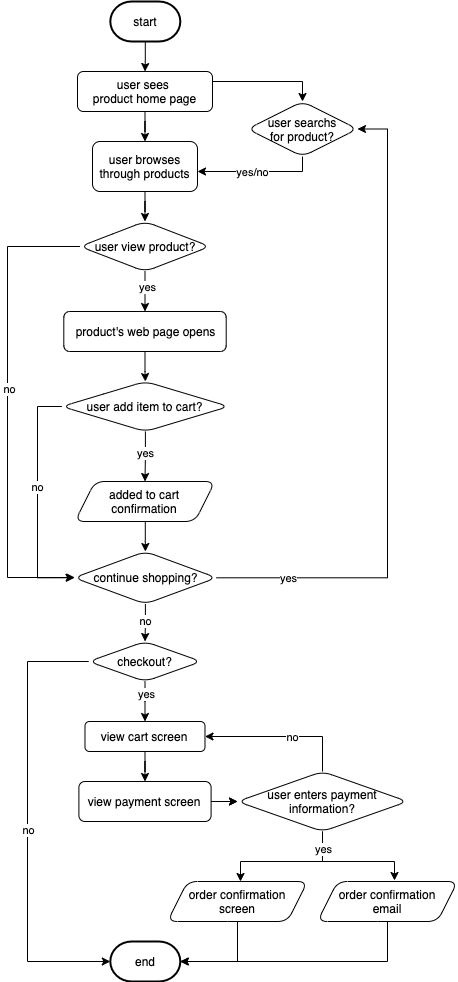 start
user sees
product home page
user searchs
for product?
user browses
through products
yes/no
user view product?
yes
product's web page opens
no
user add item to cart?
yes
no
added to cart
confirmation
continue shopping?
yes
no
checkout?
yes
view cart screen
no
view payment screen
user enters payment
information?
no
yes
order confirmation
screen
order confirmation
email
end